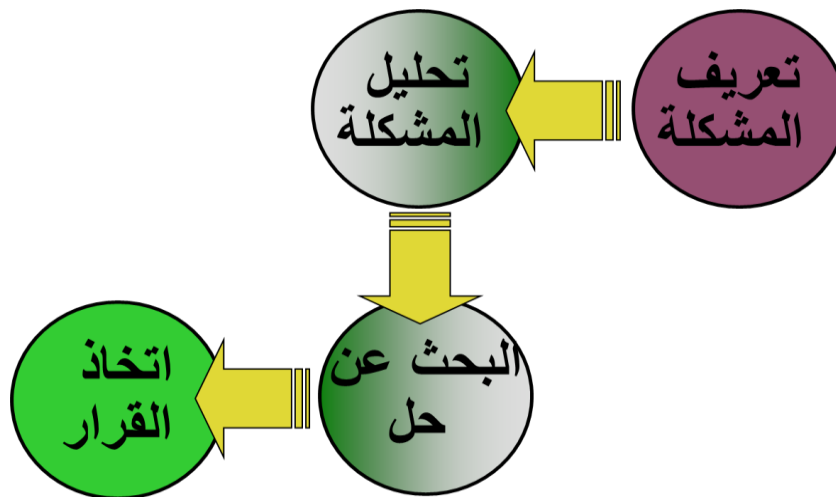 تعريف
المشكلة
تحليل
المشكلة
البحث عن
حل
اتخاذ
القرار